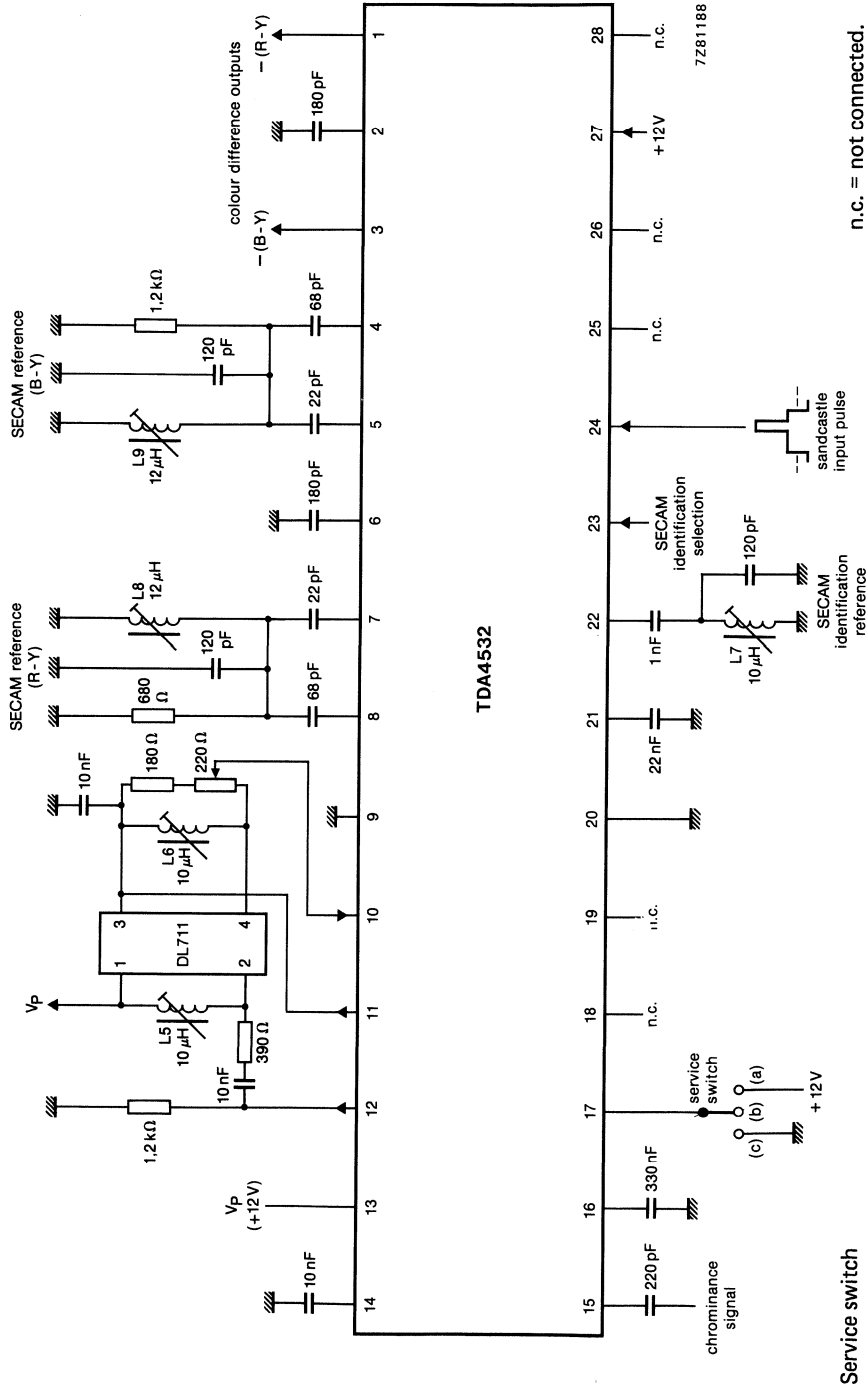 SECAM reference
(R-Y)
SECAM reference
(B-Y)
colour difference outputs
VP
VP
(+12V)
10 nF
1,2 kΩ
10 nF
390 Ω
L5
10 µH
1
2
DL711
3
4
L6
10 µH
10 nF
180 Ω
220 Ω
680
Ω
120
pF
L8
12 µH
68 pF
22 pF
180 pF
L9
12 µH
120
pF
1,2 kΩ
22 pF
68 pF
-(B-Y)
180 pF
-(R-Y)
14
13
12
11
10
9
8
7
6
5
4
3
2
1
TDA4532
15
16
17
18
19
20
21
22
23
24
25
26
27
28
220 pF
chrominance
signal
330 nF
service
switch
(c)
(b)
(a)
+12V
n.c.
n.c.
22 nF
1 nF
L7
10 µH
120 pF
SECAM
identification
reference
SECAM
identification
selection
sandcastle
input pulse
n.c.
n.c.
+12V
n.c.
7Z81188
Service switch
n.c. = not connected.